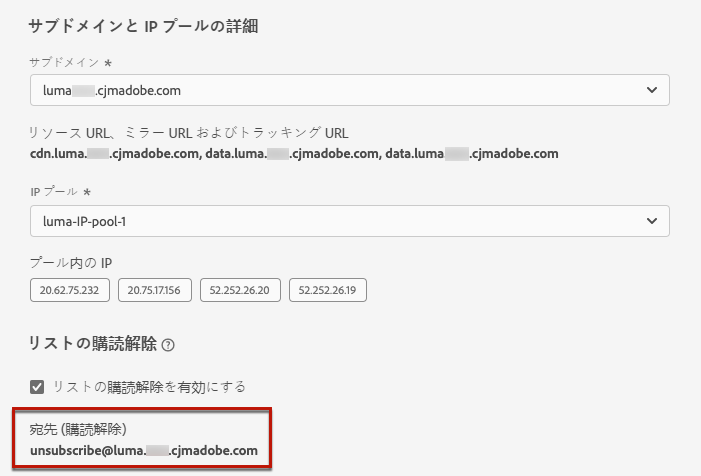 サブドメインと IP プールの詳細
サブドメイン *
luma.cjmadobe.com
リソース URL、ミラー URL およびトラッキング URL
cdn.luma. .cjmadobe.com, data.luma. .cjmadobe.com, data.luma .cjmadobe.com
IP プール *
luma-IP-pool-1
プール内の IP
20.62.75.232 20.75.17.156 52.252.26.20 52.252.26.19
リストの購読解除 ?
リストの購読解除を有効にする
宛先 (購読解除)
unsubscribe@luma. .cjmadobe.com